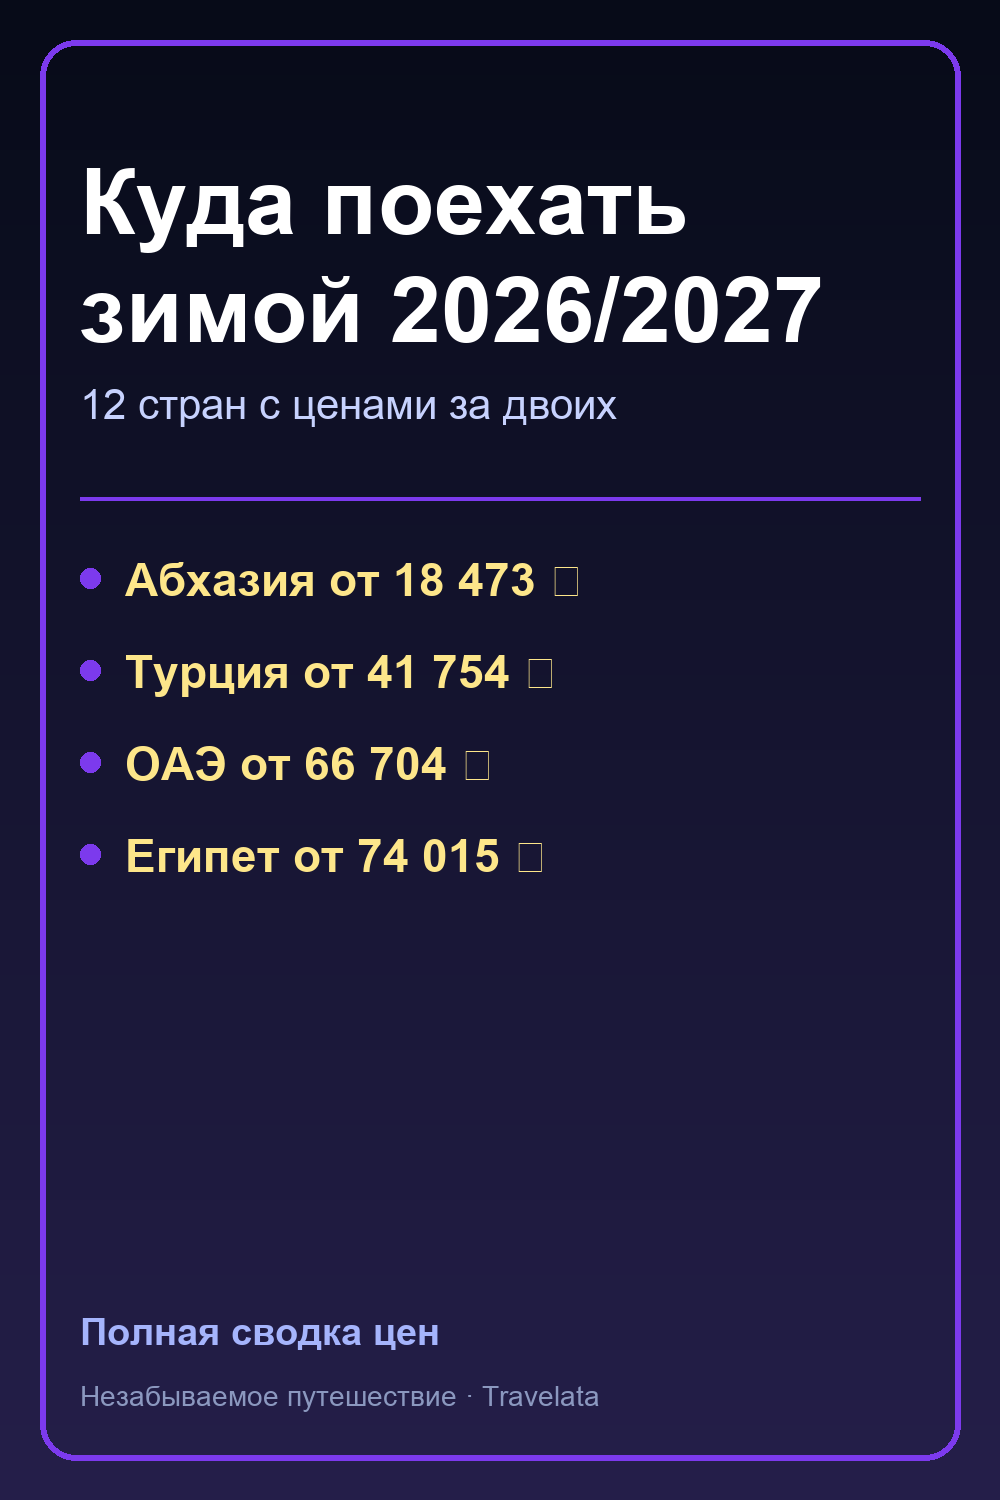 Куда поехать
зимой 2026/2027
12 стран с ценами за двоих
Абхазия от 18 473 □
Турция от 41 754 □
ОАЭ от 66 704 □
Египет от 74 015 □
Полная сводка цен
Незабываемое путешествие · Travelata